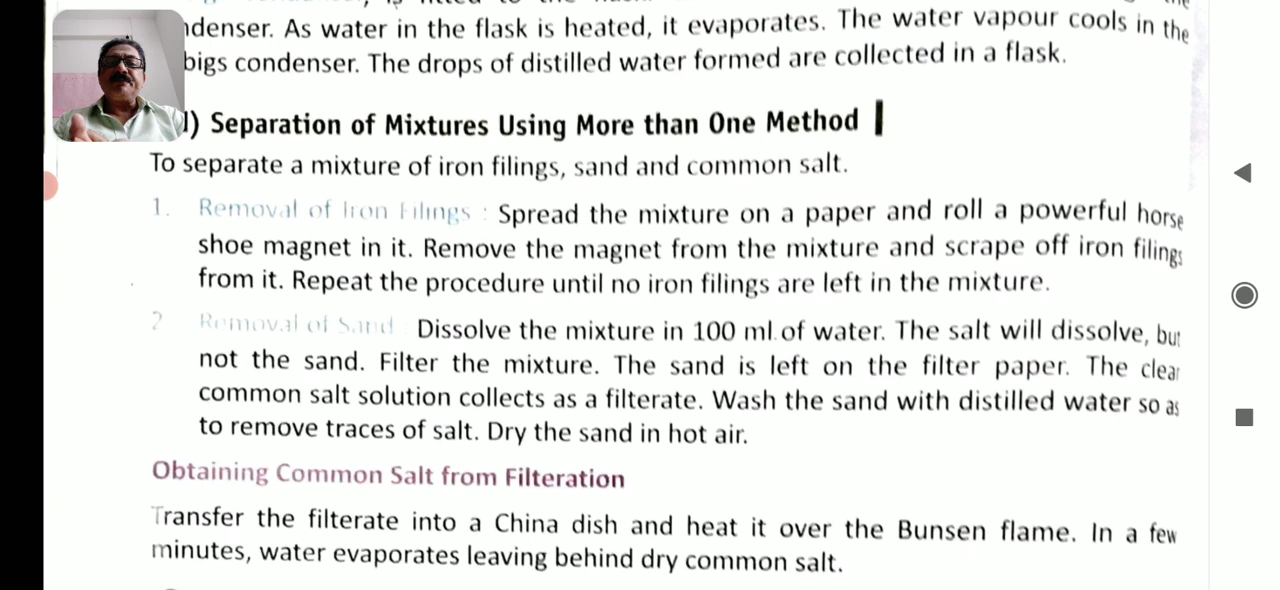 ndenser. As water in the flask is heated, it evaporates. The water vapour cools in the
bigs condenser. The drops of distilled water formed are collected in a flask.
l) Separation of Mixtures Using More than One Method
To separate a mixture of iron filings, sand and common salt.
1. Removal of Iron Filings : Spread the mixture on a paper and roll a powerful horse
shoe magnet in it. Remove the magnet from the mixture and scrape off iron filings
from it. Repeat the procedure until no iron filings are left in the mixture.
2 Removal of Sand Dissolve the mixture in 100 ml of water. The salt will dissolve, but
not the sand. Filter the mixture. The sand is left on the filter paper. The clear
common salt solution collects as a filterate. Wash the sand with distilled water so as
to remove traces of salt. Dry the sand in hot air.
Obtaining Common Salt from Filteration
Transfer the filterate into a China dish and heat it over the Bunsen flame. In a few
minutes, water evaporates leaving behind dry common salt.